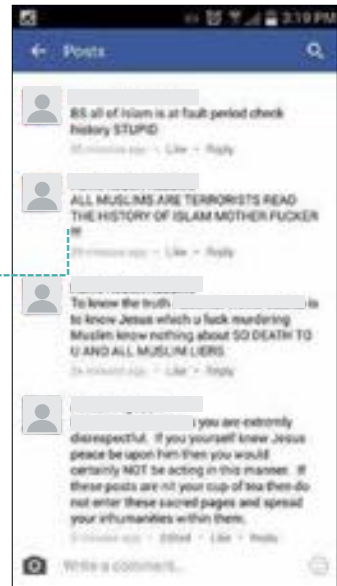 3:19 PM
Posts
BS all of Islam is at fault period check
history STUPID
Like • Reply
ALL MUSLIMS ARE TERRORISTS READ
THE HISTORY OF ISLAM MOTHER FUCKER
!!!
Like • Reply
To know the truth is
to know Jesus which u fuck murdering
Muslim know nothing about SO DEATH TO
U AND ALL MUSLIM LIERS
Like • Reply
you are extremly
disrespectful. If you yourself knew Jesus
peace be upon him then you would
certainly NOT be acting in this manner. If
these posts are nit your cup of tea then do
not enter these sacred pages and spread
your inhumanities within them.
Edited • Like • Reply
Write a comment...